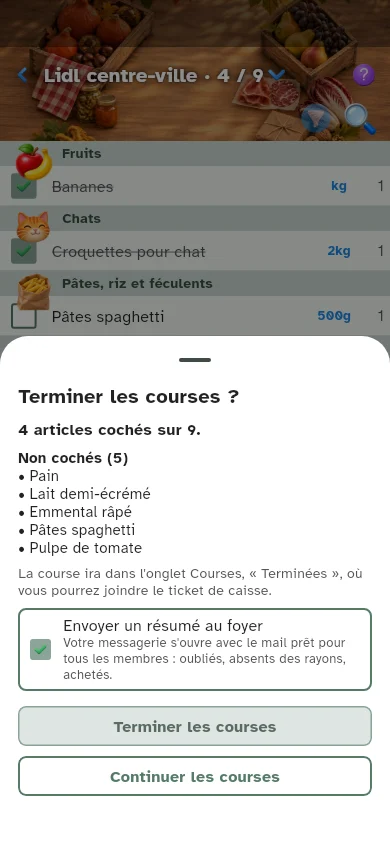 Lidl centre-ville · 4 / 9
?
Fruits
Bananes kg 1
Chats
Croquettes pour chat 2kg 1
Pâtes, riz et féculents
Pâtes spaghetti 500g 1
Terminer les courses ?
4 articles cochés sur 9.
Non cochés (5)
• Pain
• Lait demi-écrémé
• Emmental râpé
• Pâtes spaghetti
• Pulpe de tomate
La course ira dans l'onglet Courses, « Terminées », où
vous pourrez joindre le ticket de caisse.
Envoyer un résumé au foyer
Votre messagerie s'ouvre avec le mail prêt pour
tous les membres : oubliés, absents des rayons,
achetés.
Terminer les courses
Continuer les courses